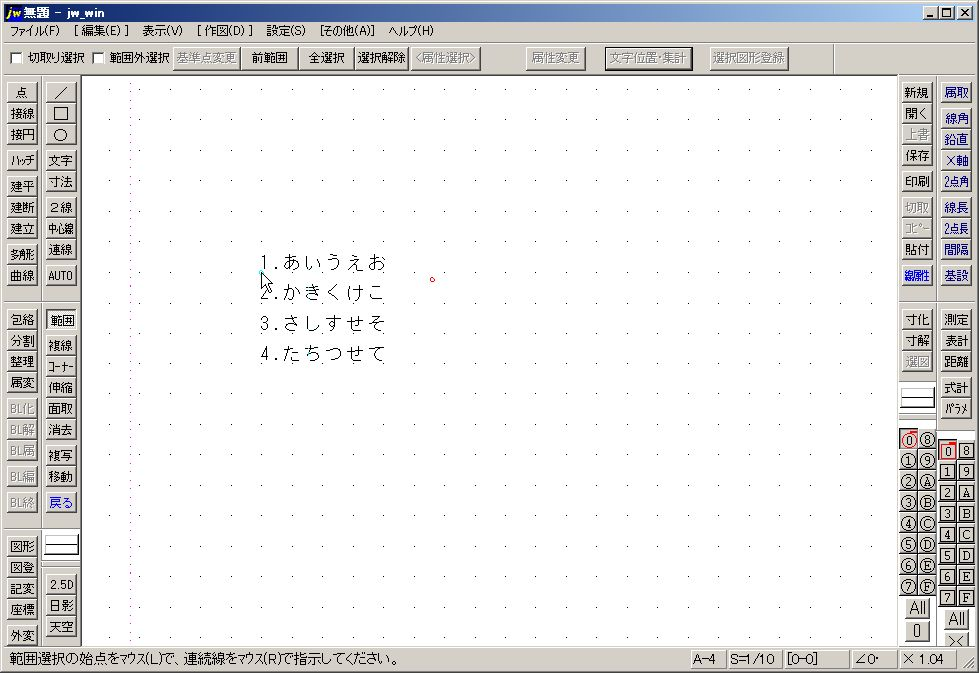 jw 無題 - jw_win
ファイル(F) [編集(E)] 表示(V) [作図(D)] 設定(S) [その他(A)] ヘルプ(H)
切取り選択 範囲外選択 基準点変更 前範囲 全選択 選択解除 <属性選択> 属性変更 文字位置・集計 選択図形登録
点 ／
接線 □
接円 ○
ハッチ 文字
建平 寸法
建断 2線
建立 中心線
多角形 連線
曲線 AUTO
包絡 範囲
分割 複線
整理 コーナー
属変 伸縮
BL化 面取
BL解 消去
BL属 複写
BL編 移動
BL終 戻る
図形
図登
記変 2.5D
座標 日影
外変 天空
1.あいうえお
2.かきくけこ
3.さしすせそ
4.たちつせて
新規 属取
開く 線角
上書 鉛直
保存 X軸
印刷 2点角
切取 線長
コピー 2点長
貼付 間隔
線属性 基設
寸化 測定
寸解 表計
選図 距離
式計
パラメ
0 8 0 8
1 9 1 9
2 A 2 A
3 B 3 B
4 C 4 C
5 D 5 D
6 E 6 E
7 F 7 F
All All
0 ×
範囲選択の始点をマウス(L)で、連続線をマウス(R)で指示してください。 A-4 S=1/10 [0-0] ∠0・ × 1.04